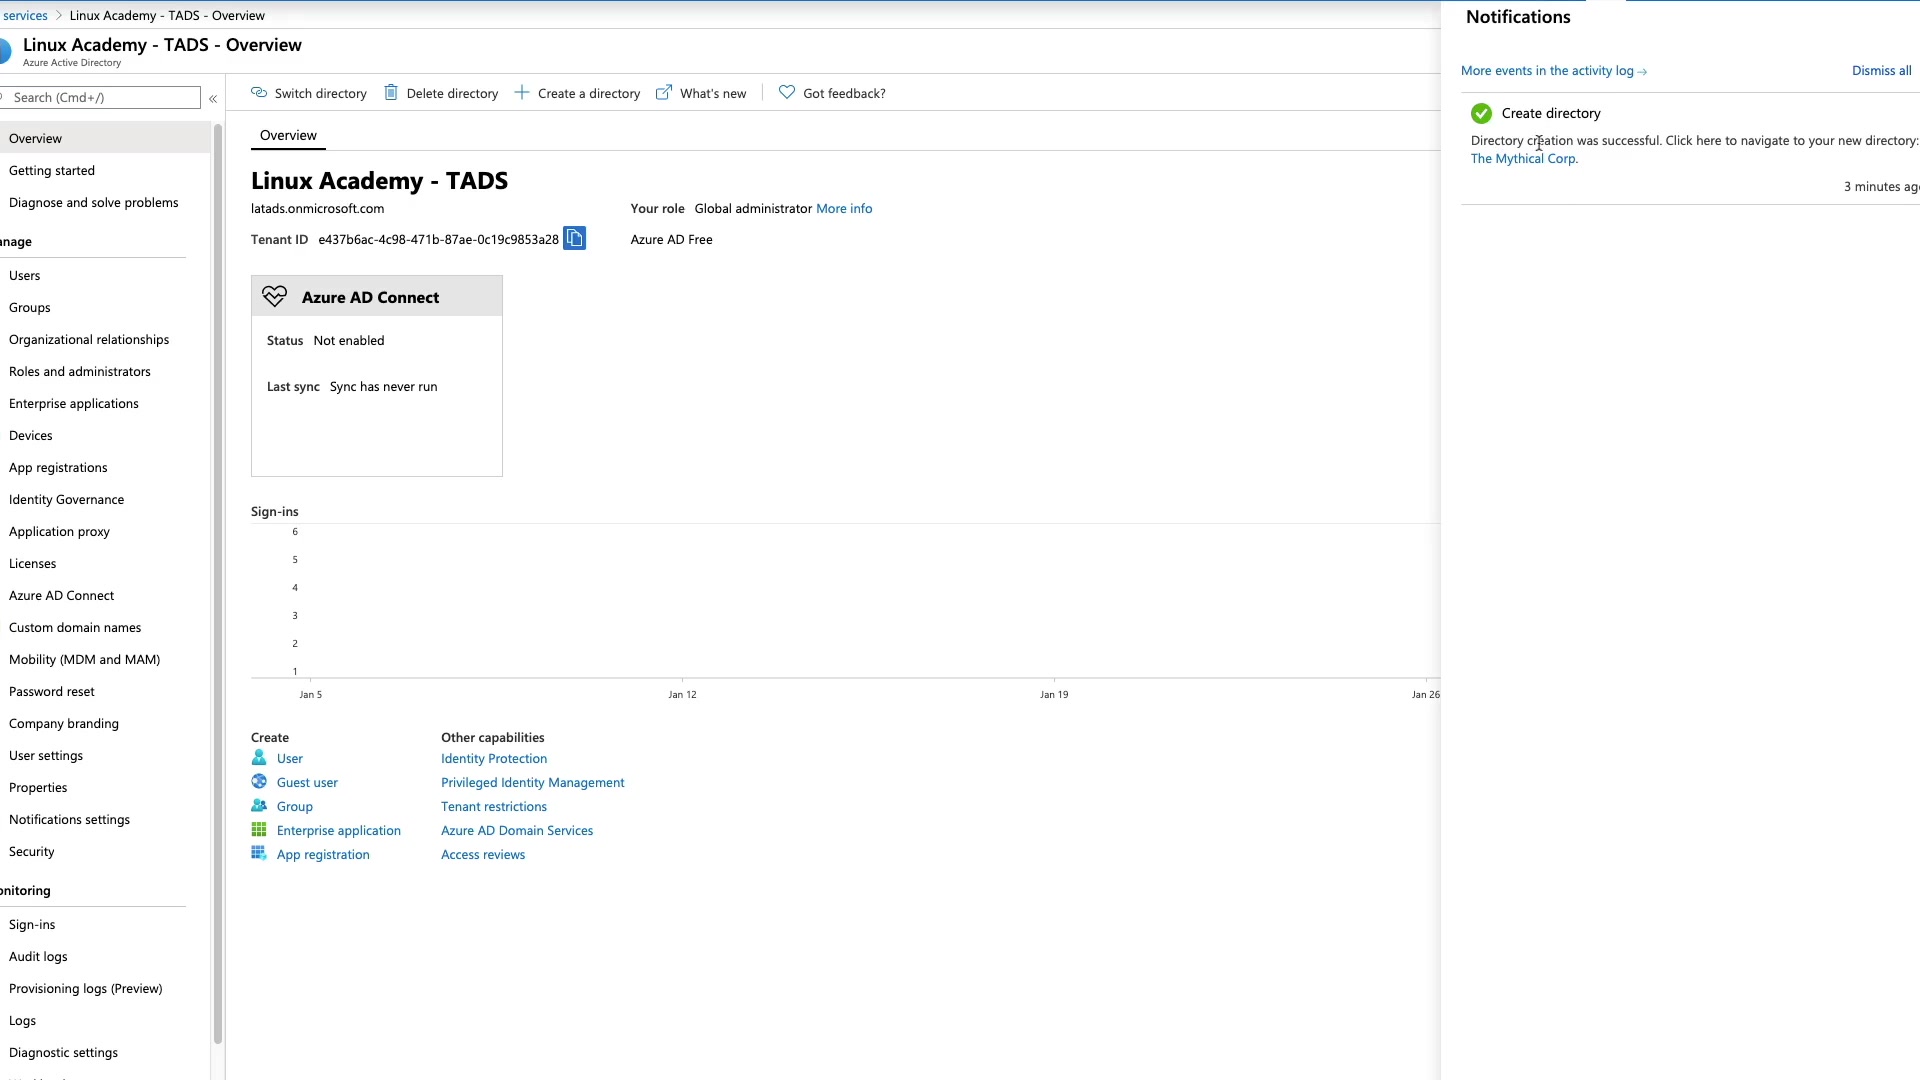 services > Linux Academy - TADS - Overview
Linux Academy - TADS - Overview
Azure Active Directory
Search (Cmd+/)
«
Overview
Getting started
Diagnose and solve problems
anage
Users
Groups
Organizational relationships
Roles and administrators
Enterprise applications
Devices
App registrations
Identity Governance
Application proxy
Licenses
Azure AD Connect
Custom domain names
Mobility (MDM and MAM)
Password reset
Company branding
User settings
Properties
Notifications settings
Security
onitoring
Sign-ins
Audit logs
Provisioning logs (Preview)
Logs
Diagnostic settings
Switch directory Delete directory Create a directory What's new Got feedback?
Overview
Linux Academy - TADS
latads.onmicrosoft.com
Your role Global administrator More info
Tenant ID e437b6ac-4c98-471b-87ae-0c19c9853a28
Azure AD Free
Azure AD Connect
Status Not enabled
Last sync Sync has never run
Sign-ins
6
5
4
3
2
1
Jan 5 Jan 12 Jan 19 Jan 26
Create
User
Guest user
Group
Enterprise application
App registration
Other capabilities
Identity Protection
Privileged Identity Management
Tenant restrictions
Azure AD Domain Services
Access reviews
Notifications
More events in the activity log →
Dismiss all
Create directory
Directory creation was successful. Click here to navigate to your new directory:
The Mythical Corp.
3 minutes ago